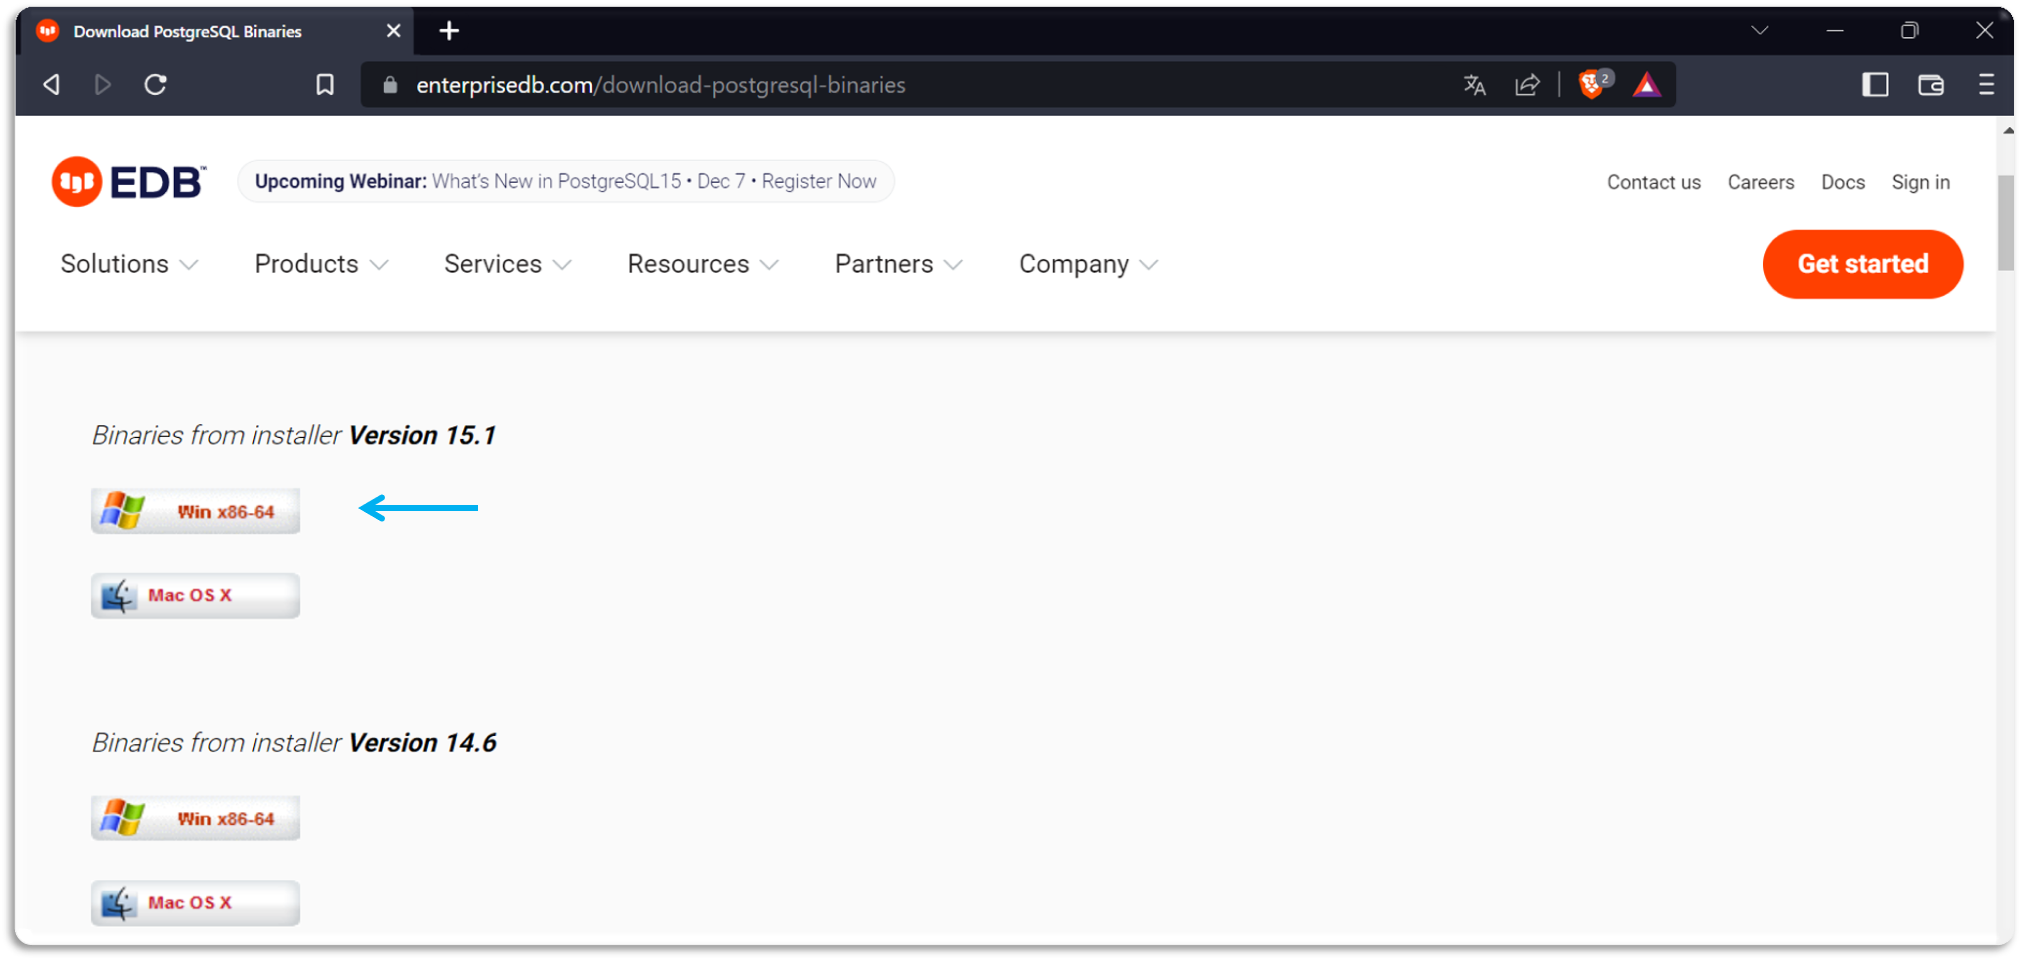 Download PostgreSQL Binaries
enterprisedb.com/download-postgresql-binaries
2
EDB™
Upcoming Webinar: What's New in PostgreSQL15 • Dec 7 • Register Now
Contact us Careers Docs Sign in
Solutions Products Services Resources Partners Company
Get started
Binaries from installer Version 15.1
Win x86-64
Mac OS X
Binaries from installer Version 14.6
Win x86-64
Mac OS X